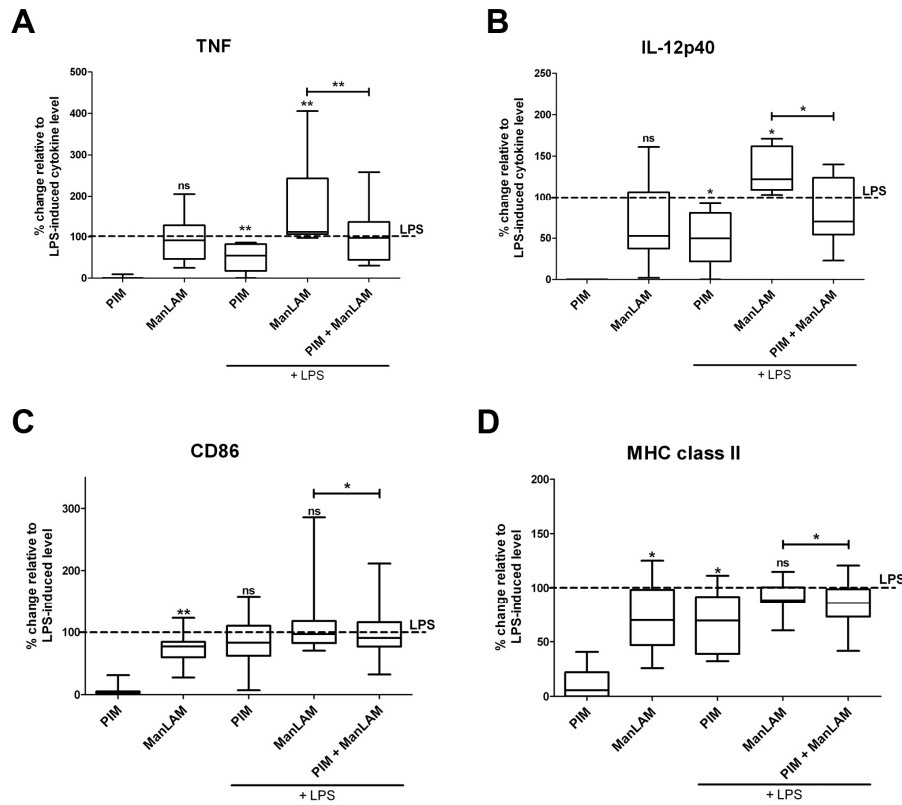 A
TNF
% change relative to
LPS-induced cytokine level
500
400
300
200
100
0
ns
**
**
**
LPS
PIM
ManLAM
PIM
ManLAM
PIM + ManLAM
+ LPS
B
IL-12p40
% change relative to
LPS-induced cytokine level
250
200
150
100
50
0
ns
*
*
*
LPS
PIM
ManLAM
PIM
ManLAM
PIM + ManLAM
+ LPS
C
CD86
% change relative to
LPS-induced level
300
200
100
0
**
ns
ns
*
LPS
PIM
ManLAM
PIM
ManLAM
PIM + ManLAM
+ LPS
D
MHC class II
% change relative to
LPS-induced level
200
150
100
50
0
*
*
ns
*
LPS
PIM
ManLAM
PIM
ManLAM
PIM + ManLAM
+ LPS